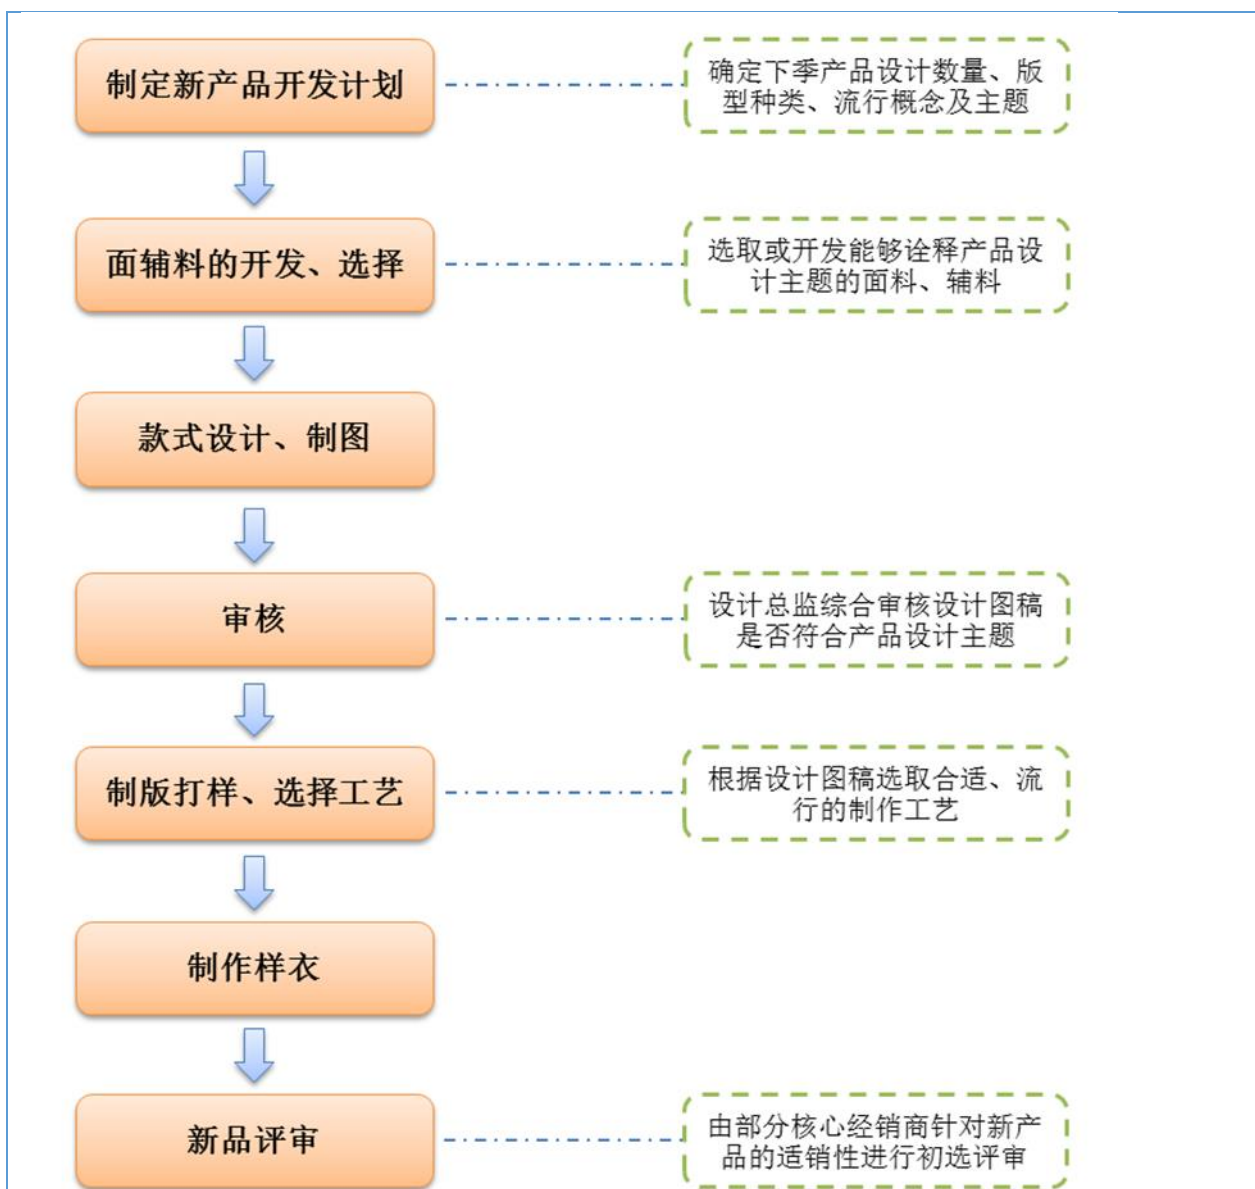 制定新产品开发计划
确定下季产品设计数量、版
型种类、流行概念及主题
面辅料的开发、选择
选取或开发能够诠释产品设
计主题的面料、辅料
款式设计、制图
审核
设计总监综合审核设计图稿
是否符合产品设计主题
制版打样、选择工艺
根据设计图稿选取合适、流
行的制作工艺
制作样衣
新品评审
由部分核心经销商针对新产
品的适销性进行初选评审